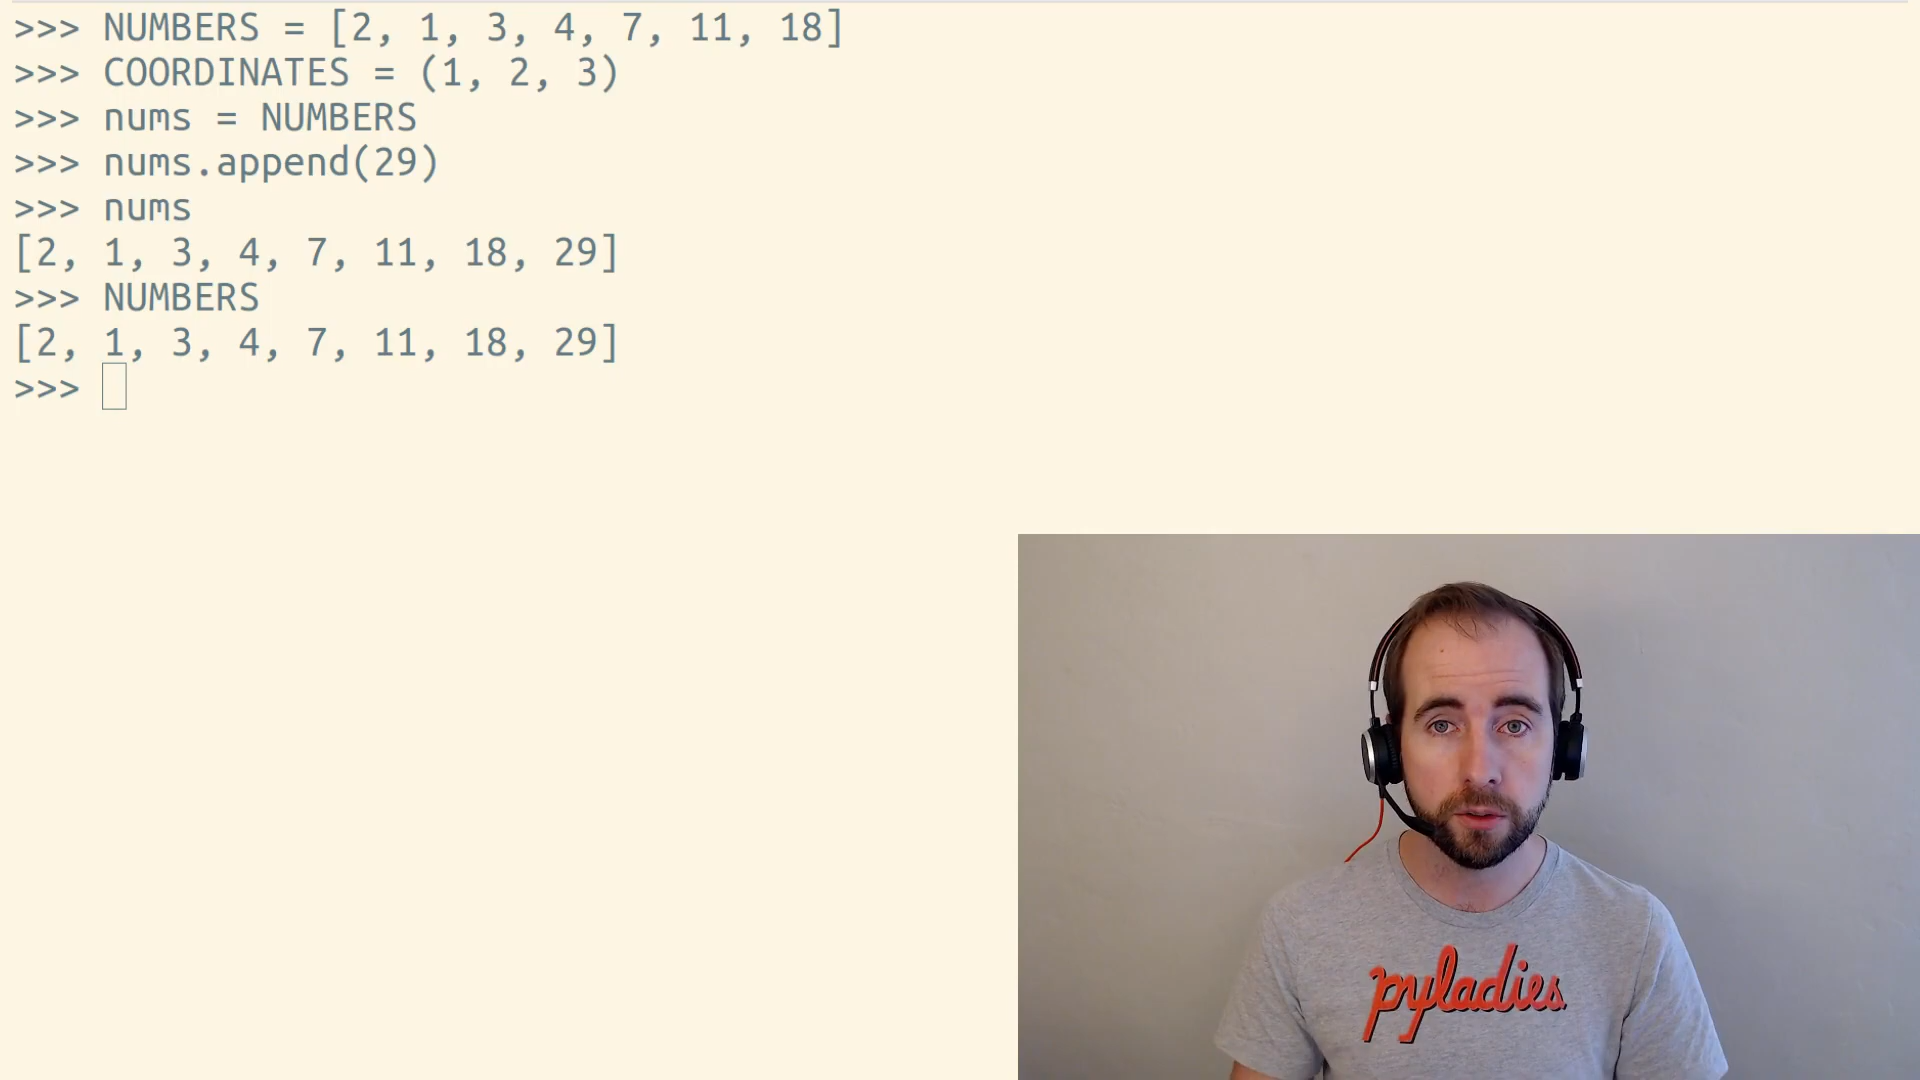 >>> NUMBERS = [2, 1, 3, 4, 7, 11, 18]
>>> COORDINATES = (1, 2, 3)
>>> nums = NUMBERS
>>> nums.append(29)
>>> nums
[2, 1, 3, 4, 7, 11, 18, 29]
>>> NUMBERS
[2, 1, 3, 4, 7, 11, 18, 29]
>>>
pyladies